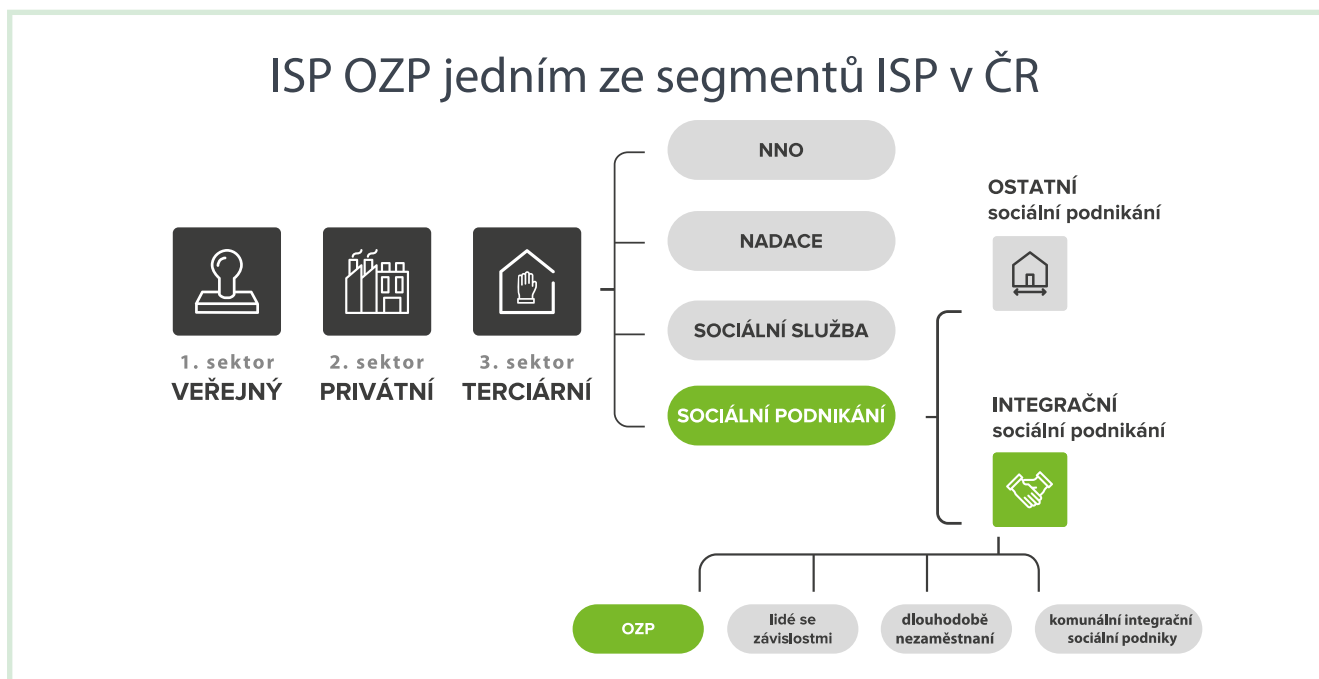 ISP OZP jedním ze segmentů ISP v ČR
1. sektor
VEŘEJNÝ
2. sektor
PRIVÁTNÍ
3. sektor
TERCIÁRNÍ
NNO
NADACE
SOCIÁLNÍ SLUŽBA
SOCIÁLNÍ PODNIKÁNÍ
OSTATNÍ
sociální podnikání
INTEGRAČNÍ
sociální podnikání
OZP
lidé se
závislostmi
dlouhodobě
nezaměstnaní
komunální integrační
sociální podniky